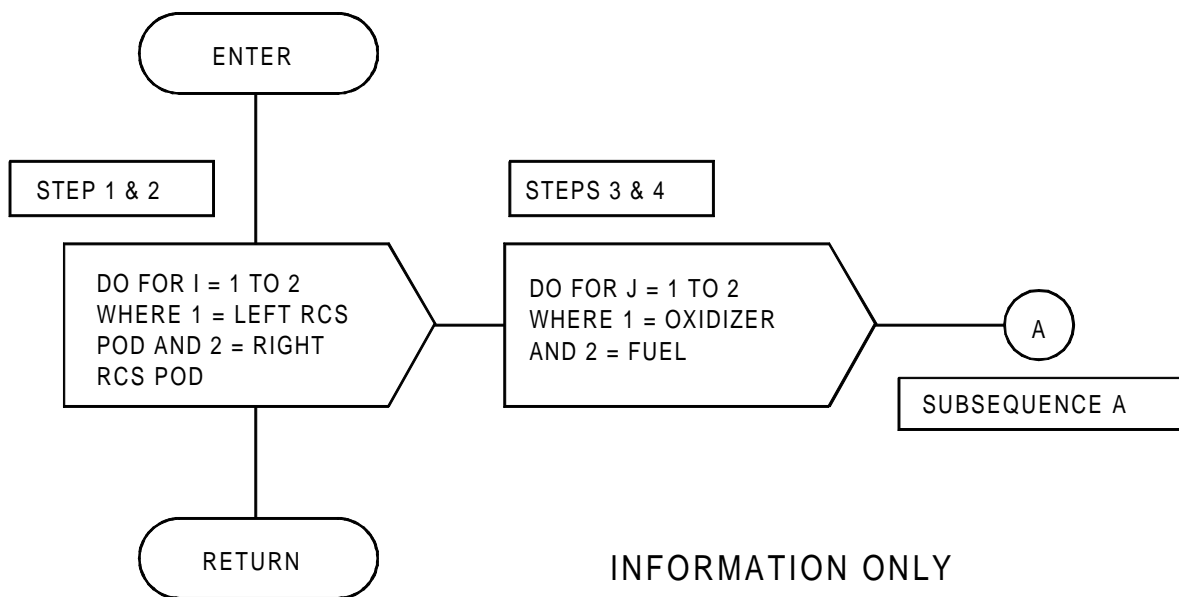 ENTER
STEP 1 & 2
STEPS 3 & 4
DO FOR I = 1 TO 2
WHERE 1 = LEFT RCS
POD AND 2 = RIGHT
RCS POD
DO FOR J = 1 TO 2
WHERE 1 = OXIDIZER
AND 2 = FUEL
A
SUBSEQUENCE A
RETURN
INFORMATION ONLY